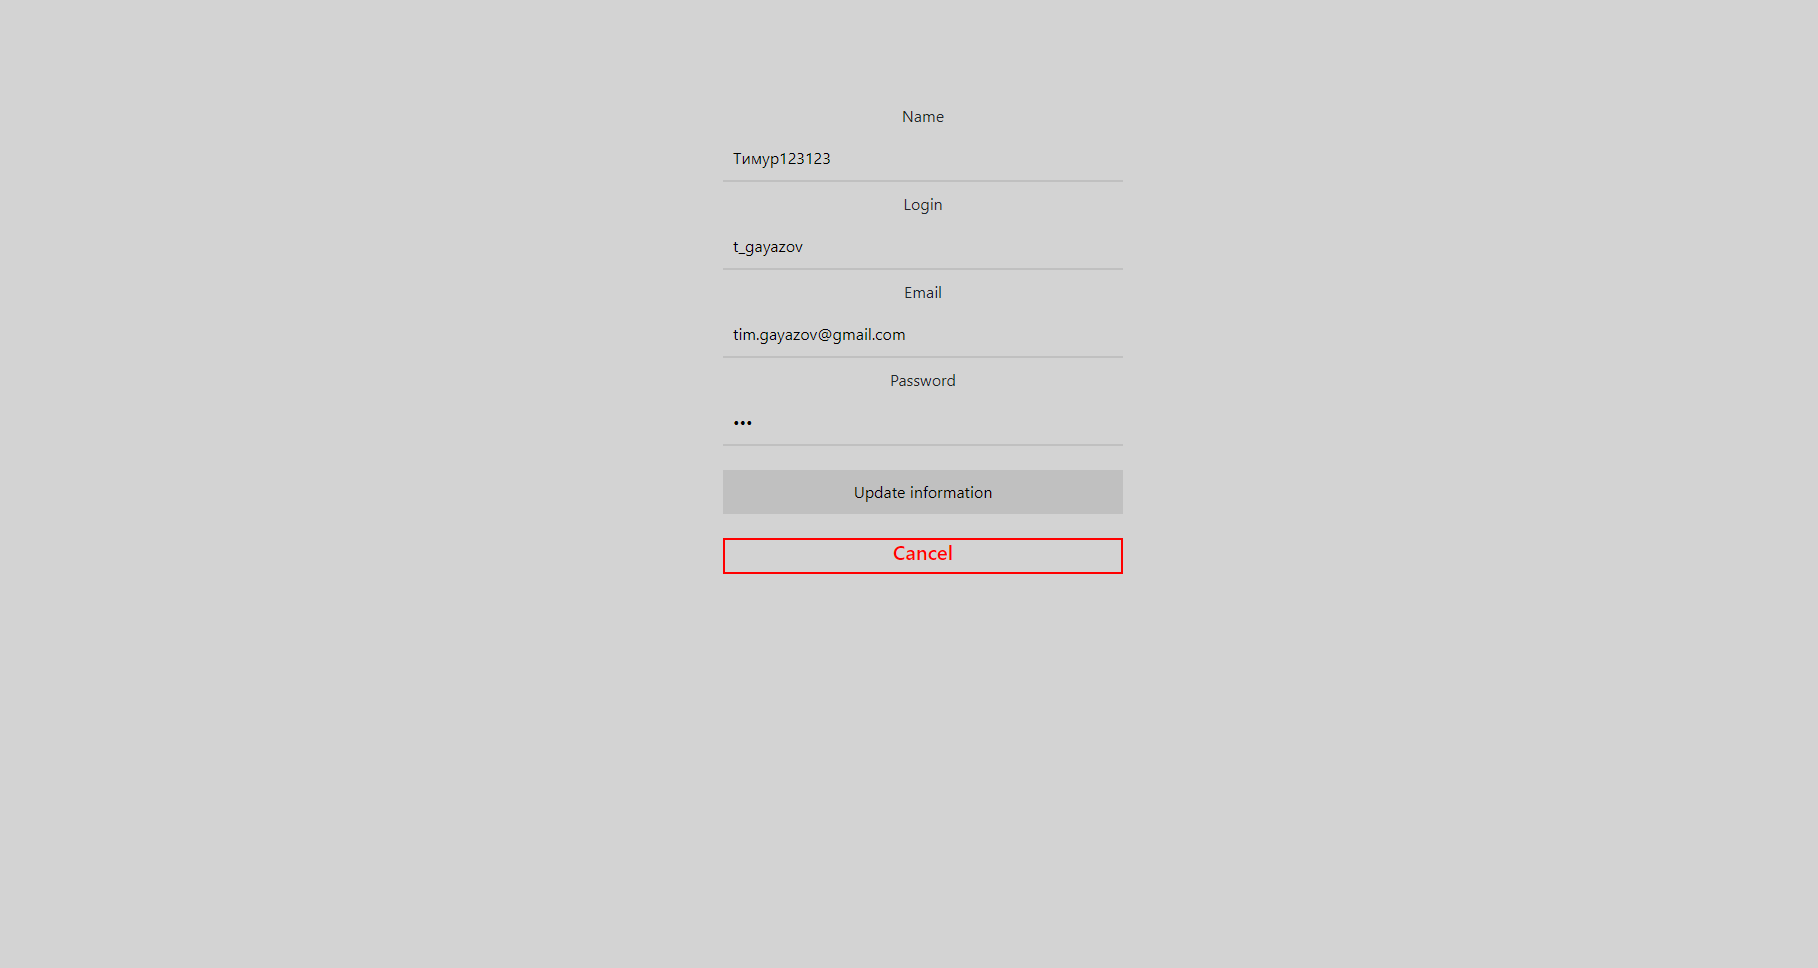 Name
Тимур123123
Login
t_gayazov
Email
tim.gayazov@gmail.com
Password
•••
Update information
Cancel